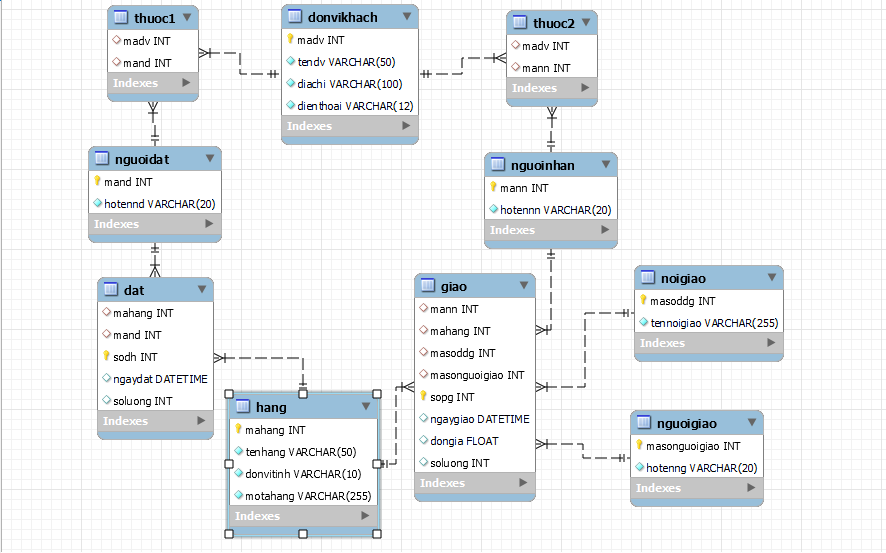 thuoc1
madv INT
mand INT
Indexes
donvikhach
madv INT
tendv VARCHAR(50)
diachi VARCHAR(100)
dienthoai VARCHAR(12)
Indexes
thuoc2
madv INT
mann INT
Indexes
nguoidat
mand INT
hotennd VARCHAR(20)
Indexes
nguoinhan
mann INT
hotennn VARCHAR(20)
Indexes
dat
mahang INT
mand INT
sodh INT
ngaydat DATETIME
soluong INT
Indexes
giao
mann INT
mahang INT
masoddg INT
masonguoigiao INT
sopg INT
ngaygiao DATETIME
dongia FLOAT
soluong INT
Indexes
noigiao
masoddg INT
tennoigiao VARCHAR(255)
Indexes
hang
mahang INT
tenhang VARCHAR(50)
donvitinh VARCHAR(10)
motahang VARCHAR(255)
Indexes
nguoigiao
masonguoigiao INT
hotenng VARCHAR(20)
Indexes